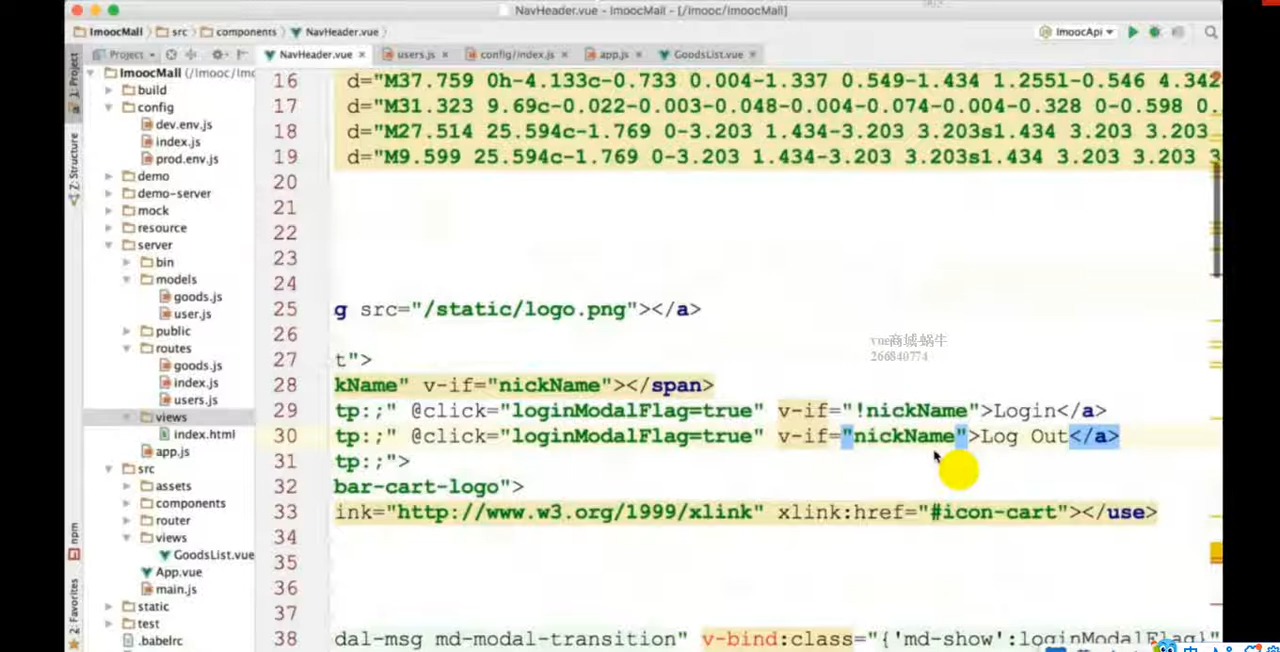 NavHeader.vue - ImoocMall - [/imooc/ImoocMall]
ImoocMall src components NavHeader.vue ImoocApi
Project NavHeader.vue users.js config/index.js app.js GoodsList.vue
1: Project
Z: Structure
npm
2: Favorites
ImoocMall (/imooc/Imo
build
config
dev.env.js
index.js
prod.env.js
demo
demo-server
mock
resource
server
bin
models
goods.js
user.js
public
routes
goods.js
index.js
users.js
views
index.html
app.js
src
assets
components
router
views
GoodsList.vue
App.vue
main.js
static
test
.babelrc
16 d="M37.759 0h-4.133c-0.733 0.004-1.337 0.549-1.434 1.2551-0.546 4.342
17 d="M31.323 9.69c-0.022-0.003-0.048-0.004-0.074-0.004-0.328 0-0.598 0.
18 d="M27.514 25.594c-1.769 0-3.203 1.434-3.203 3.203s1.434 3.203 3.203
19 d="M9.599 25.594c-1.769 0-3.203 1.434-3.203 3.203s1.434 3.203 3.203 3
20
21
22
23
24
25 g src="/static/logo.png"></a>
26
27 t">
28 kName" v-if="nickName"></span>
29 tp:;" @click="loginModalFlag=true" v-if="!nickName">Login</a>
30 tp:;" @click="loginModalFlag=true" v-if="nickName">Log Out</a>
31 tp:;">
32 bar-cart-logo">
33 ink="http://www.w3.org/1999/xlink" xlink:href="#icon-cart"></use>
34
35
36
37
38 dal-msg md-modal-transition" v-bind:class="{'md-show':loginModalFlag}"
vue商城-蜗牛
266840774